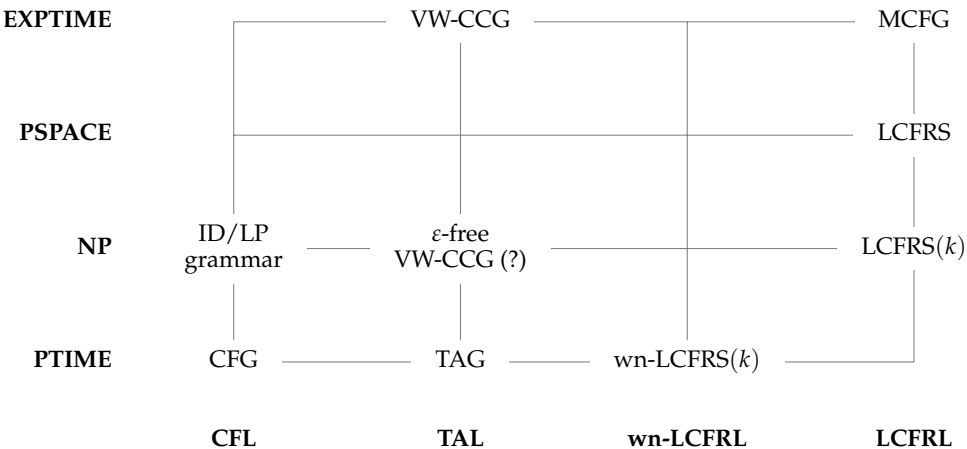 EXPTIME VW-CCG MCFG
PSPACE LCFRS
NP ID/LP grammar ε-free VW-CCG (?) LCFRS(k)
PTIME CFG TAG wn-LCFRS(k)
CFL TAL wn-LCFRL LCFRL